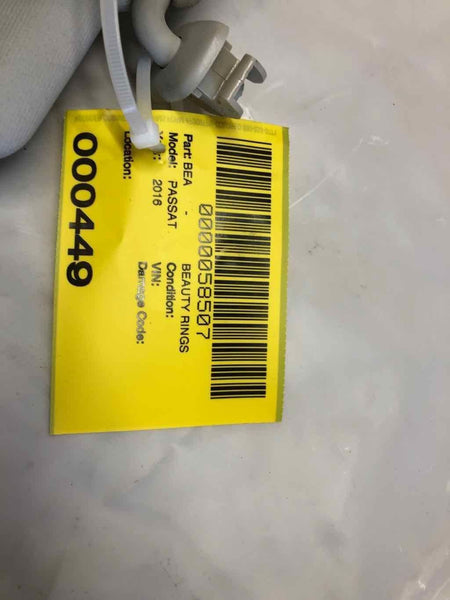 0000058507
Part: BEA - BEAUTY RINGS
Model: PASSAT Condition:
2016 VIN:
Location: Damage Code:
000449